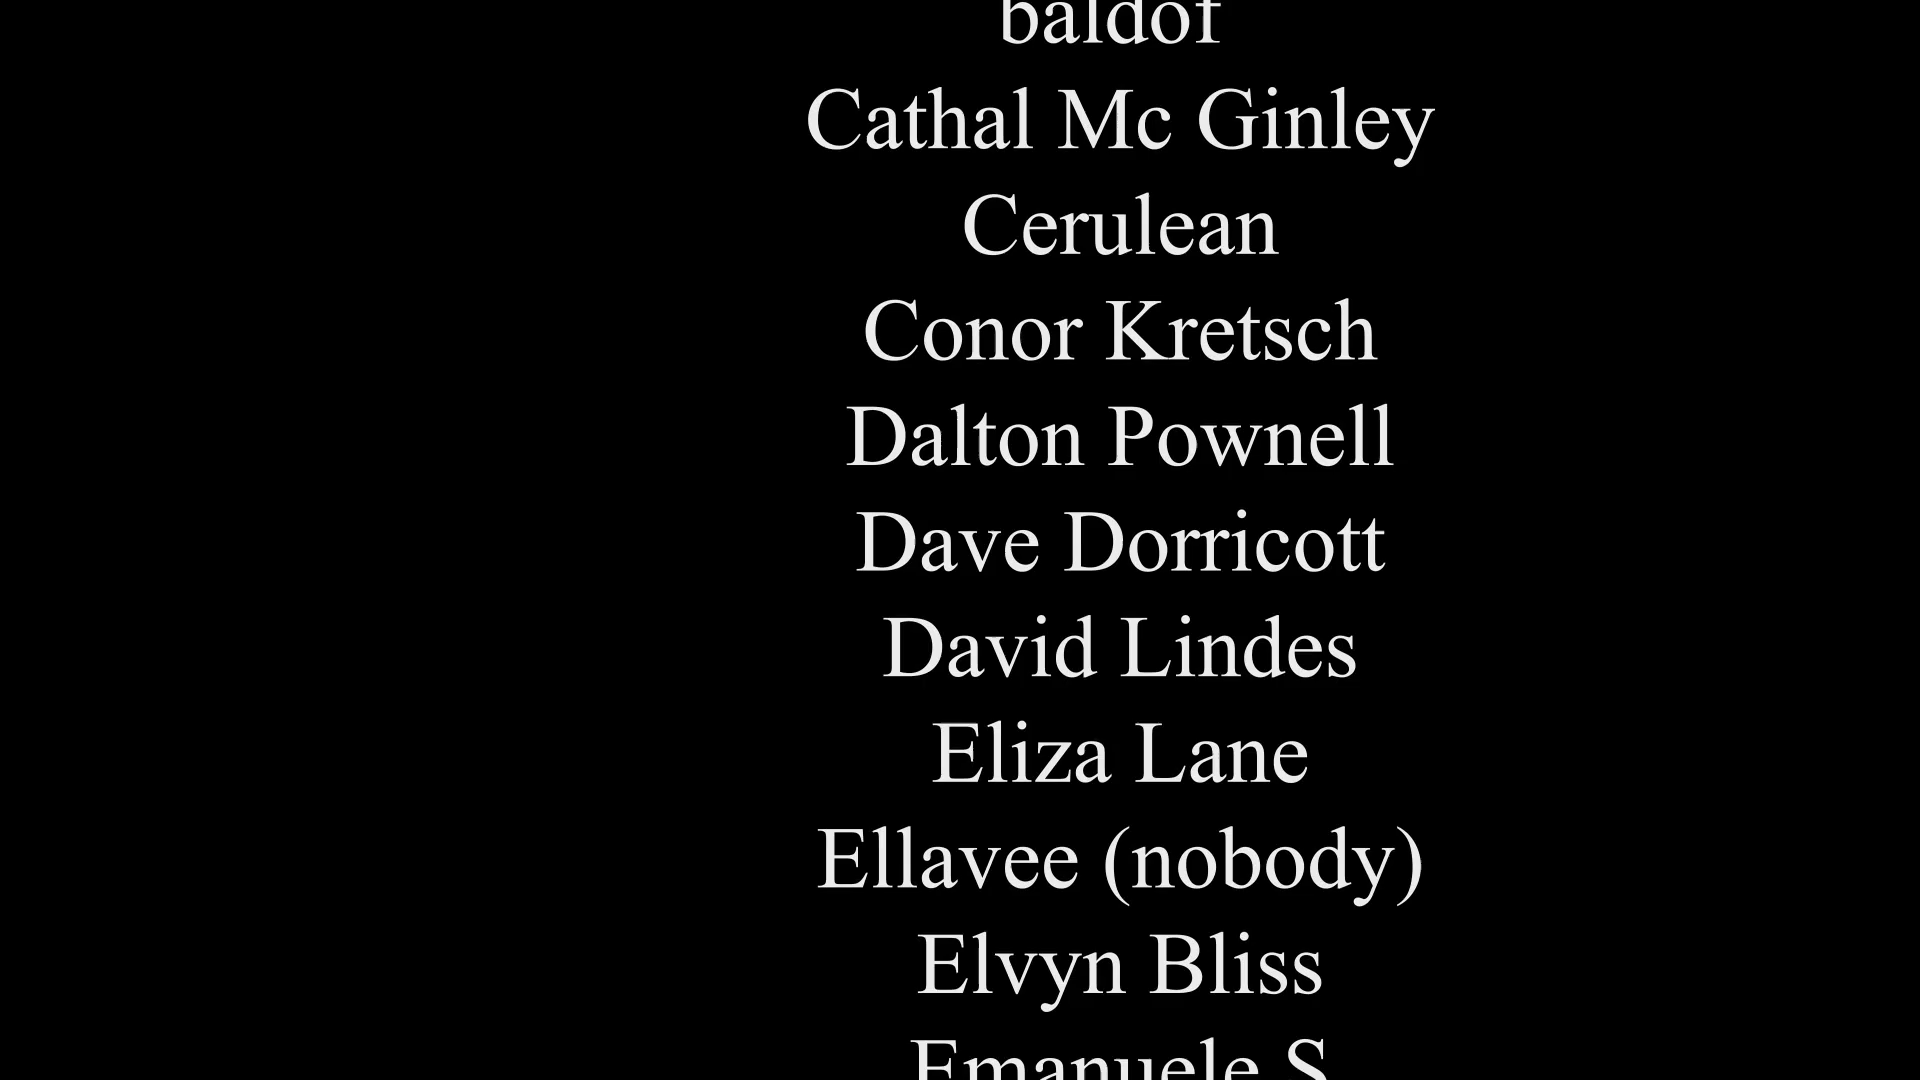 baldof
Cathal Mc Ginley
Cerulean
Conor Kretsch
Dalton Pownell
Dave Dorricott
David Lindes
Eliza Lane
Ellavee (nobody)
Elvyn Bliss
Emanuele S